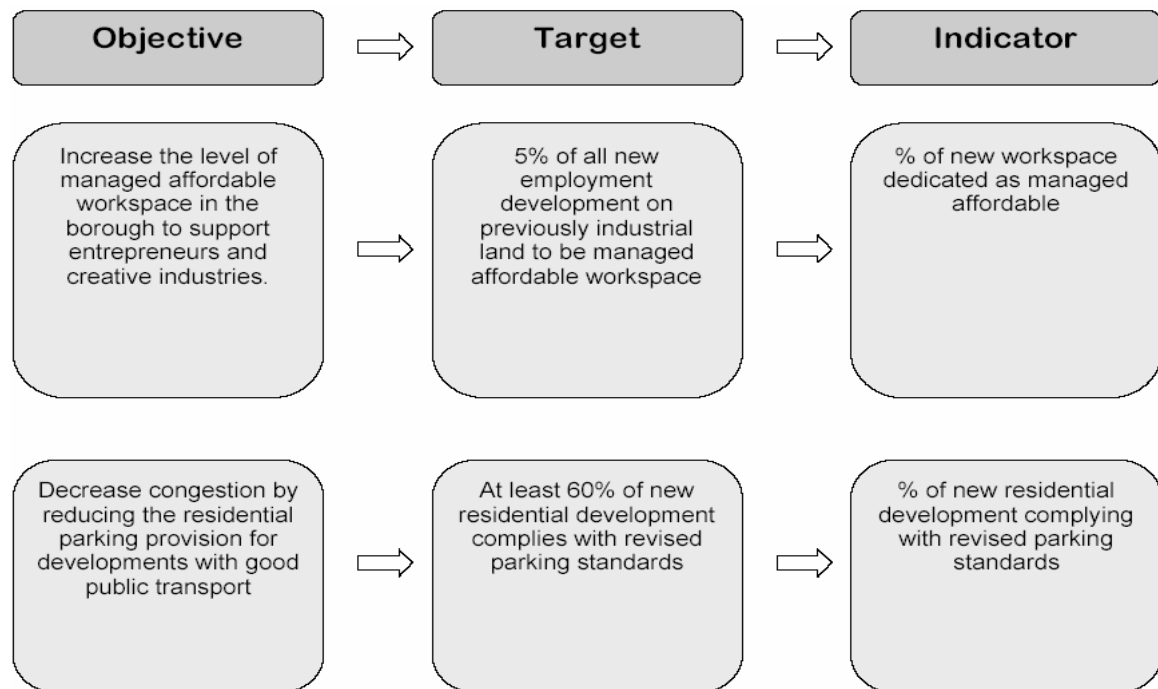 Objective
Target
Indicator
Increase the level of
managed affordable
workspace in the
borough to support
entrepreneurs and
creative industries.
5% of all new
employment
development on
previously industrial
land to be managed
affordable workspace
% of new workspace
dedicated as managed
affordable
Decrease congestion by
reducing the residential
parking provision for
developments with good
public transport
At least 60% of new
residential development
complies with revised
parking standards
% of new residential
development complying
with revised parking
standards